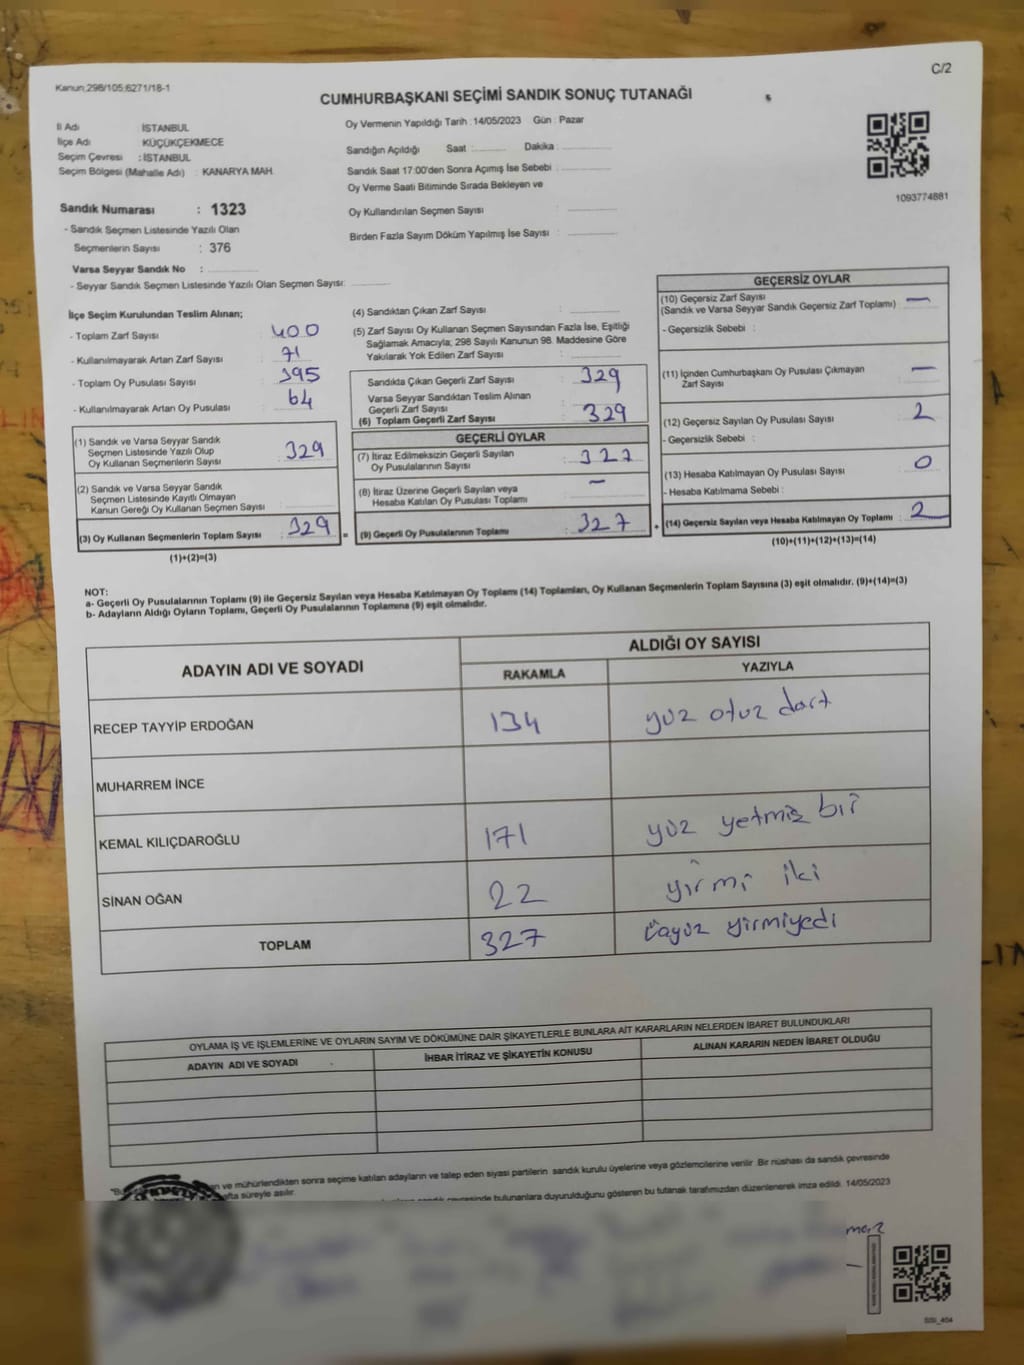 Kanun;298/105;6271/18-1
C/2
CUMHURBAŞKANI SEÇİMİ SANDIK SONUÇ TUTANAĞI
İl Adı İSTANBUL
İlçe Adı KÜÇÜKÇEKMECE
Seçim Çevresi : İSTANBUL
Seçim Bölgesi (Mahalle Adı) : KANARYA MAH.
Oy Vermenin Yapıldığı Tarih : 14/05/2023 Gün : Pazar
Sandığın Açıldığı Saat : Dakika :
Sandık Saat 17:00'den Sonra Açımış İse Sebebi :
Oy Verme Saati Bitiminde Sırada Bekleyen ve
Oy Kullandırılan Seçmen Sayısı :
Birden Fazla Sayım Döküm Yapılmış İse Sayısı :
1093774881
Sandık Numarası : 1323
- Sandık Seçmen Listesinde Yazılı Olan
Seçmenlerin Sayısı : 376
Varsa Seyyar Sandık No :
- Seyyar Sandık Seçmen Listesinde Yazılı Olan Seçmen Sayısı:
İlçe Seçim Kurulundan Teslim Alınan;
- Toplam Zarf Sayısı : 400
- Kullanılmayarak Artan Zarf Sayısı : 71
- Toplam Oy Pusulası Sayısı : 395
- Kullanılmayarak Artan Oy Pusulası : 64
(1) Sandık ve Varsa Seyyar Sandık
Seçmen Listesinde Yazılı Olup
Oy Kullanan Seçmenlerin Sayısı : 329
(2) Sandık ve Varsa Seyyar Sandık
Seçmen Listesinde Kayıtlı Olmayan
Kanun Gereği Oy Kullanan Seçmen Sayısı :
(3) Oy Kullanan Seçmenlerin Toplam Sayısı : 329 =
(1)+(2)=(3)
(4) Sandıktan Çıkan Zarf Sayısı :
(5) Zarf Sayısı Oy Kullanan Seçmen Sayısından Fazla İse, Eşitliği
Sağlamak Amacıyla; 298 Sayılı Kanunun 98. Maddesine Göre
Yakılarak Yok Edilen Zarf Sayısı :
Sandıkta Çıkan Geçerli Zarf Sayısı : 329
Varsa Seyyar Sandıktan Teslim Alınan
Geçerli Zarf Sayısı :
(6) Toplam Geçerli Zarf Sayısı : 329
GEÇERLİ OYLAR
(7) İtiraz Edilmeksizin Geçerli Sayılan
Oy Pusulalarının Sayısı : 327
(8) İtiraz Üzerine Geçerli Sayılan veya
Hesaba Katılan Oy Pusulası Toplamı : –
(9) Geçerli Oy Pusulalarının Toplamı : 327 +
GEÇERSİZ OYLAR
(10) Geçersiz Zarf Sayısı
(Sandık ve Varsa Seyyar Sandık Geçersiz Zarf Toplamı) : —
- Geçersizlik Sebebi :
(11) İçinden Cumhurbaşkanı Oy Pusulası Çıkmayan
Zarf Sayısı : —
(12) Geçersiz Sayılan Oy Pusulası Sayısı : 2
- Geçersizlik Sebebi :
(13) Hesaba Katılmayan Oy Pusulası Sayısı : 0
- Hesaba Katılmama Sebebi :
(14) Geçersiz Sayılan veya Hesaba Katılmayan Oy Toplamı : 2
(10)+(11)+(12)+(13)=(14)
NOT:
a- Geçerli Oy Pusulalarının Toplamı (9) ile Geçersiz Sayılan veya Hesaba Katılmayan Oy Toplamı (14) Toplamları, Oy Kullanan Seçmenlerin Toplam Sayısına (3) eşit olmalıdır. (9)+(14)=(3)
b- Adayların Aldığı Oyların Toplamı, Geçerli Oy Pusulalarının Toplamına (9) eşit olmalıdır.
ADAYIN ADI VE SOYADI ALDIĞI OY SAYISI
RAKAMLA YAZIYLA
RECEP TAYYİP ERDOĞAN 134 yüz otuz dört
MUHARREM İNCE
KEMAL KILIÇDAROĞLU 171 yüz yetmiş bir
SİNAN OĞAN 22 yirmi iki
TOPLAM 327 üçyüz yirmiyedi
OYLAMA İŞ VE İŞLEMLERİNE VE OYLARIN SAYIM VE DÖKÜMÜNE DAİR ŞİKAYETLERLE BUNLARA AİT KARARLARIN NELERDEN İBARET BULUNDUKLARI
ADAYIN ADI VE SOYADI İHBAR İTİRAZ VE ŞİKAYETİN KONUSU ALINAN KARARIN NEDEN İBARET OLDUĞU
ve mühürlendikten sonra seçime katılan adayların ve talep eden siyasi partilerin sandık kurulu üyelerine veya gözlemcilerine verilir. Bir nüshası da sandık çevresinde
süreyle asılır.
bulunanlara duyurulduğunu gösteren bu tutanak tarafımızdan düzenlenerek imza edildi. 14/05/2023